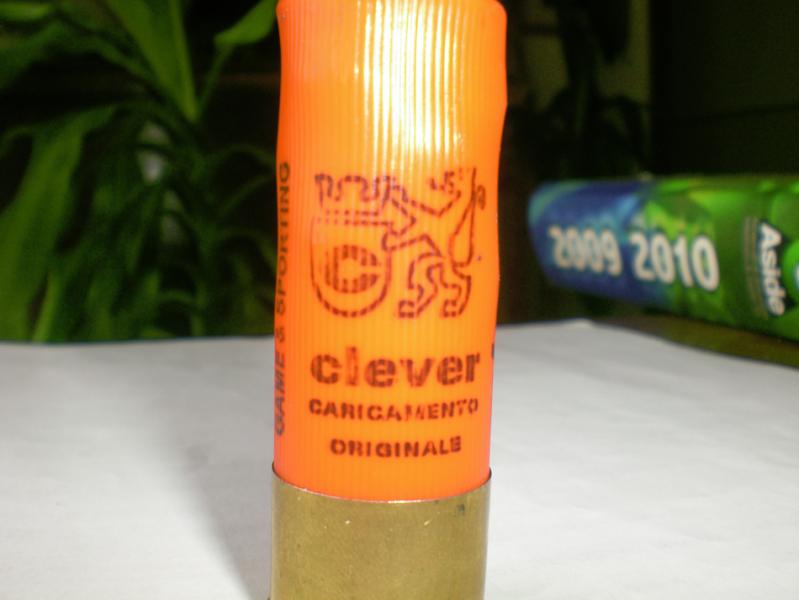 GAME & SPORTING
C
clever
CARICAMENTO
ORIGINALE
2009 2010
Aside